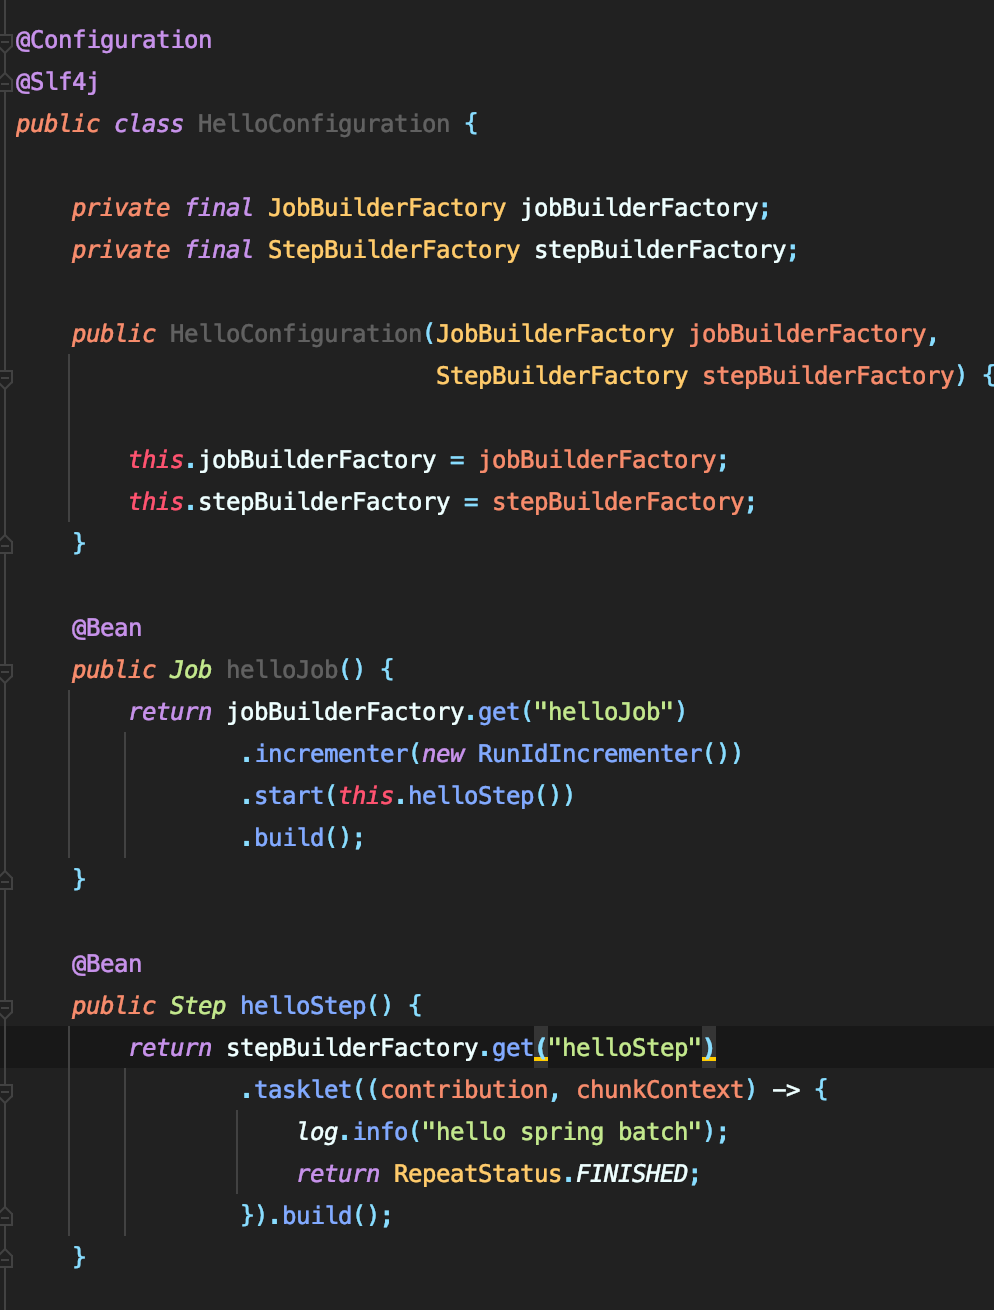 @Configuration
@Slf4j
public class HelloConfiguration {
private final JobBuilderFactory jobBuilderFactory;
private final StepBuilderFactory stepBuilderFactory;
public HelloConfiguration(JobBuilderFactory jobBuilderFactory,
StepBuilderFactory stepBuilderFactory) {
this.jobBuilderFactory = jobBuilderFactory;
this.stepBuilderFactory = stepBuilderFactory;
}
@Bean
public Job helloJob() {
return jobBuilderFactory.get("helloJob")
.incrementer(new RunIdIncrementer())
.start(this.helloStep())
.build();
}
@Bean
public Step helloStep() {
return stepBuilderFactory.get("helloStep")
.tasklet((contribution, chunkContext) -> {
log.info("hello spring batch");
return RepeatStatus.FINISHED;
}).build();
}